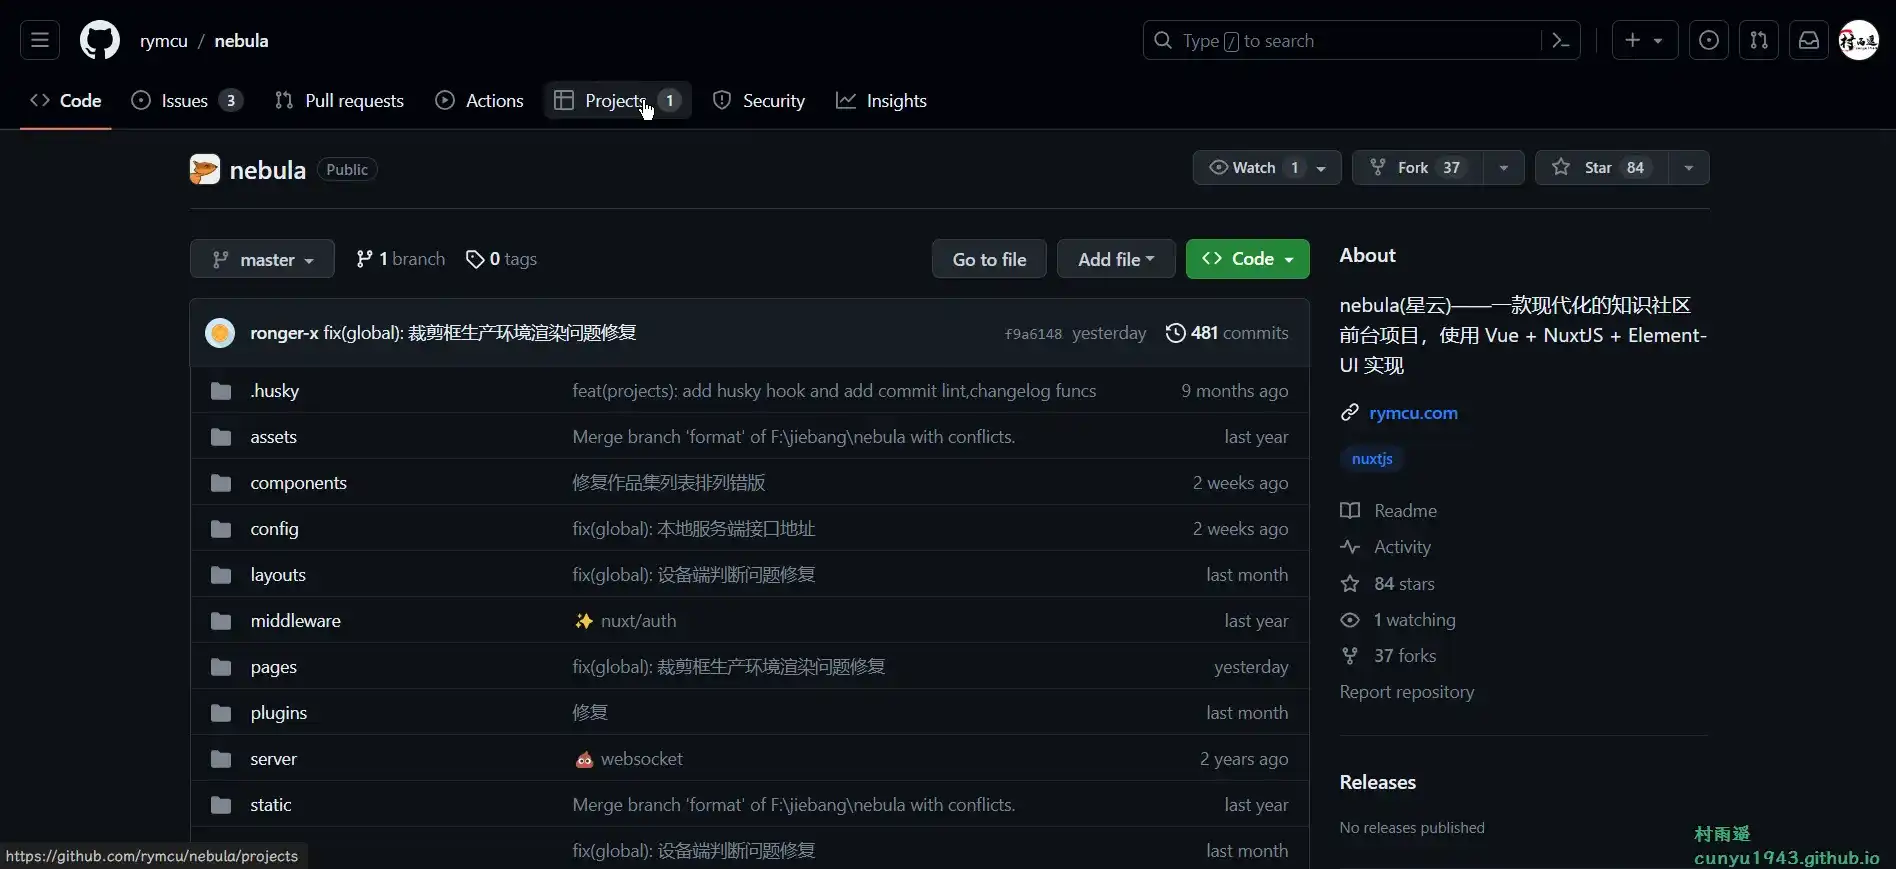 rymcu / nebula
Type / to search
Code
Issues 3
Pull requests
Actions
Projects 1
Security
Insights
nebula Public
Watch 1
Fork 37
Star 84
master
1 branch
0 tags
Go to file
Add file
Code
ronger-x fix(global): 裁剪框生产环境渲染问题修复
f9a6148 yesterday
481 commits
.husky feat(projects): add husky hook and add commit lint,changelog funcs 9 months ago
assets Merge branch 'format' of F:\jiebang\nebula with conflicts. last year
components 修复作品集列表排列错版 2 weeks ago
config fix(global): 本地服务端接口地址 2 weeks ago
layouts fix(global): 设备端判断问题修复 last month
middleware ✨ nuxt/auth last year
pages fix(global): 裁剪框生产环境渲染问题修复 yesterday
plugins 修复 last month
server 💩 websocket 2 years ago
static Merge branch 'format' of F:\jiebang\nebula with conflicts. last year
fix(global): 设备端判断问题修复 last month
About
nebula(星云)——一款现代化的知识社区
前台项目，使用 Vue + NuxtJS + Element-
UI 实现
rymcu.com
nuxtjs
Readme
Activity
84 stars
1 watching
37 forks
Report repository
Releases
No releases published
https://github.com/rymcu/nebula/projects
村雨遥
cunyu1943.github.io